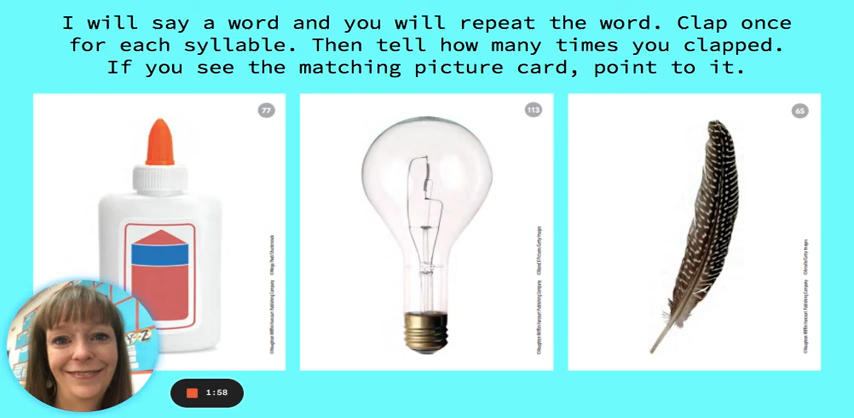 I will say a word and you will repeat the word. Clap once
for each syllable. Then tell how many times you clapped.
If you see the matching picture card, point to it.
77
113
65
1:58